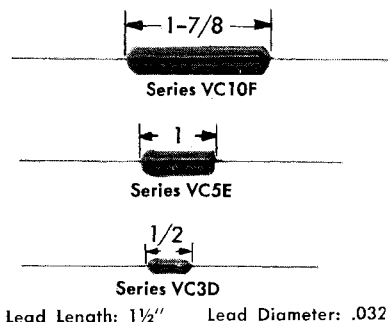 1-7/8
Series VC10F
1
Series VC5E
1/2
Series VC3D
Lead Length: 1½″ Lead Diameter: .032